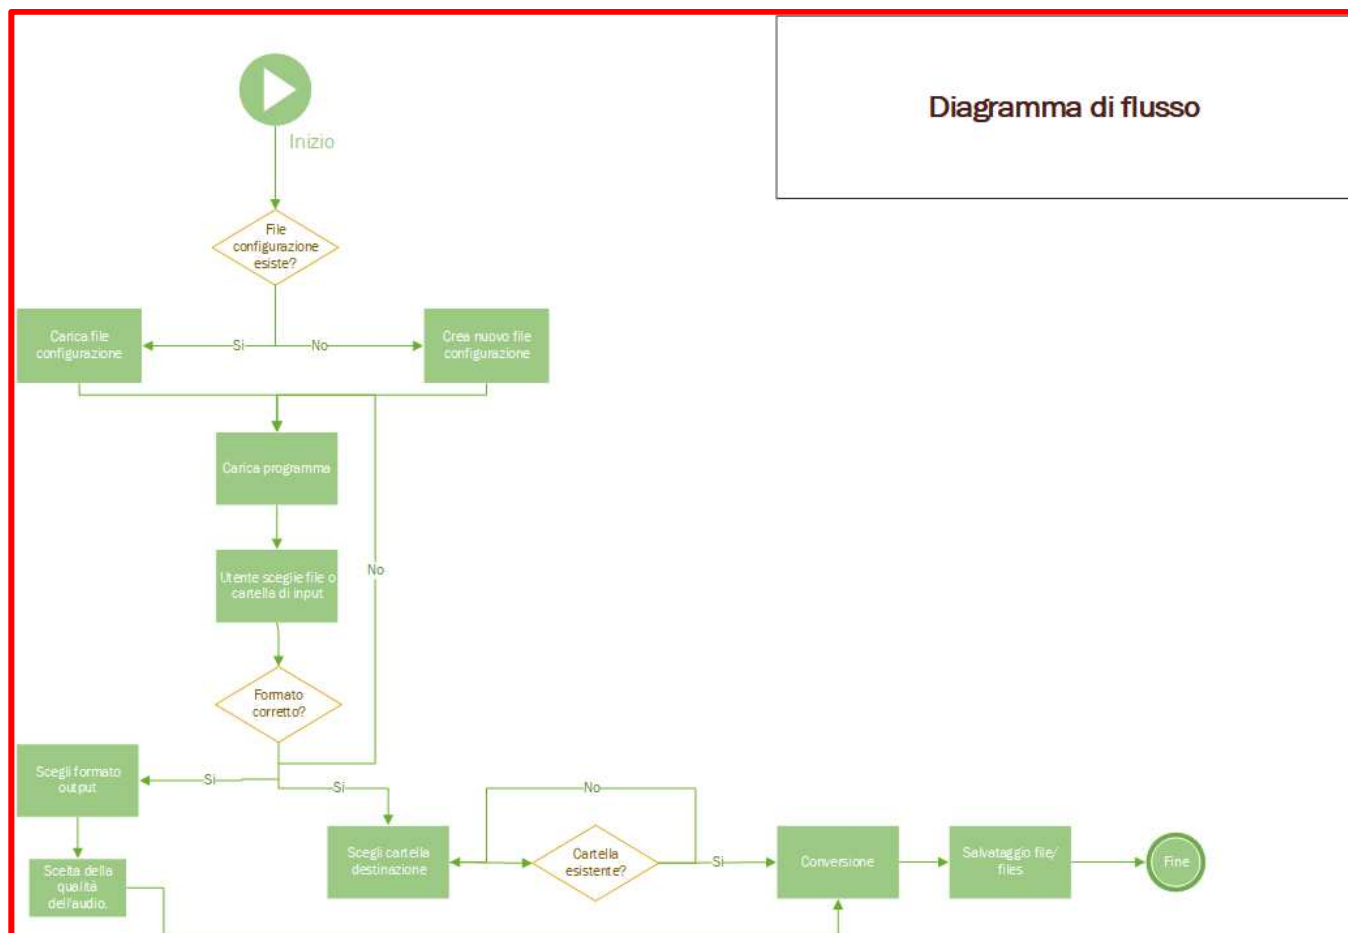 Diagramma di flusso
Inizio
File
configurazione
esiste?
Carica file
configurazione
Si
No
Crea nuovo file
configurazione
Carica programma
Utente sceglie file o
cartella di input
No
Formato
corretto?
Scegli formato
output
Si
Si
No
Scegli cartella
destinazione
Cartella
esistente?
Si
Conversione
Salvataggio file/
files
Fine
Scelta della
qualità
dell'audio.